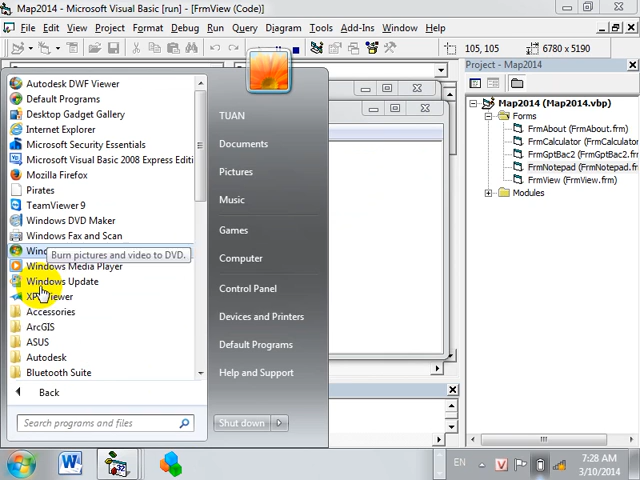 Map2014 - Microsoft Visual Basic [run] - [FrmView (Code)]
File Edit View Project Format Debug Run Query Diagram Tools Add-Ins Window Help
105, 105
6780 x 5190
Project - Map2014
Map2014 (Map2014.vbp)
Forms
FrmAbout (FrmAbout.frm)
FrmCalculator (FrmCalculator.frm)
FrmGptBac2 (FrmGptBac2.frm)
FrmNotepad (FrmNotepad.frm)
FrmView (FrmView.frm)
Modules
Autodesk DWF Viewer
Default Programs
Desktop Gadget Gallery
Internet Explorer
Microsoft Security Essentials
Microsoft Visual Basic 2008 Express Editi
Mozilla Firefox
Pirates
TeamViewer 9
Windows DVD Maker
Windows Fax and Scan
Burn pictures and video to DVD.
Windows Media Player
Windows Update
XPS Viewer
Accessories
ArcGIS
ASUS
Autodesk
Bluetooth Suite
Back
Search programs and files
TUAN
Documents
Pictures
Music
Games
Computer
Control Panel
Devices and Printers
Default Programs
Help and Support
Shut down
EN
7:28 AM
3/10/2014